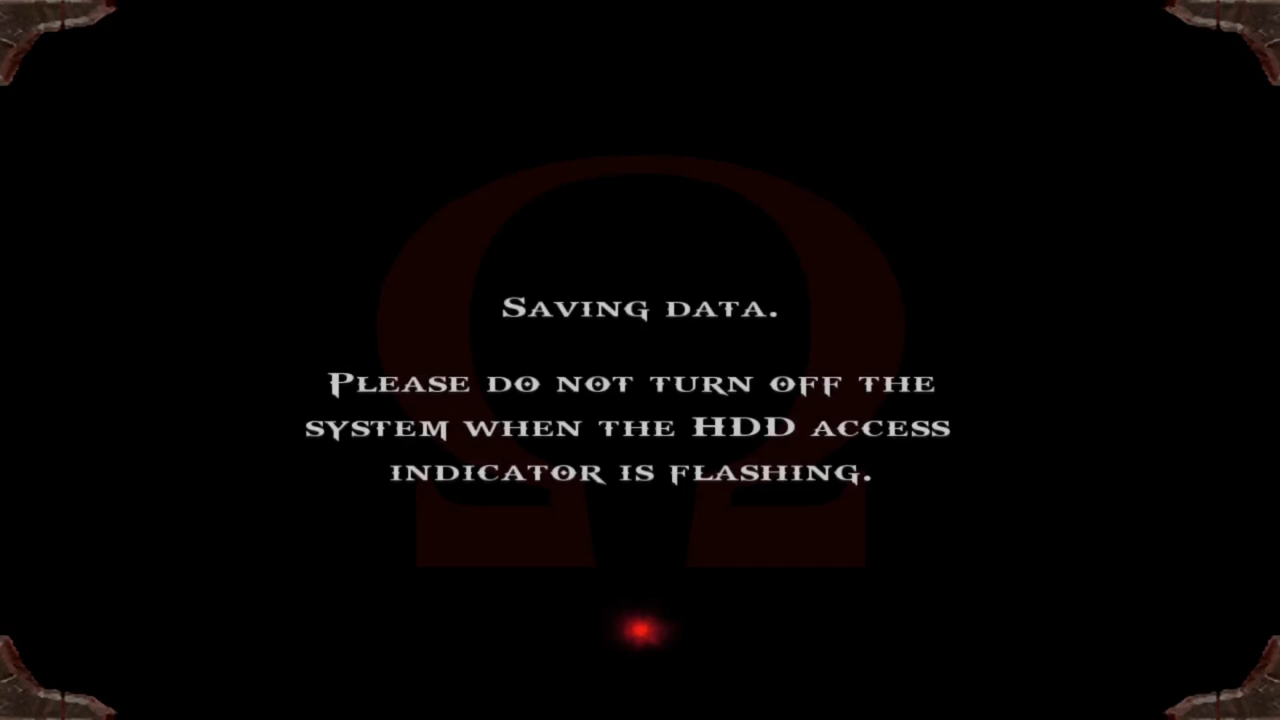 Saving data.
Please do not turn off the
system when the HDD access
indicator is flashing.